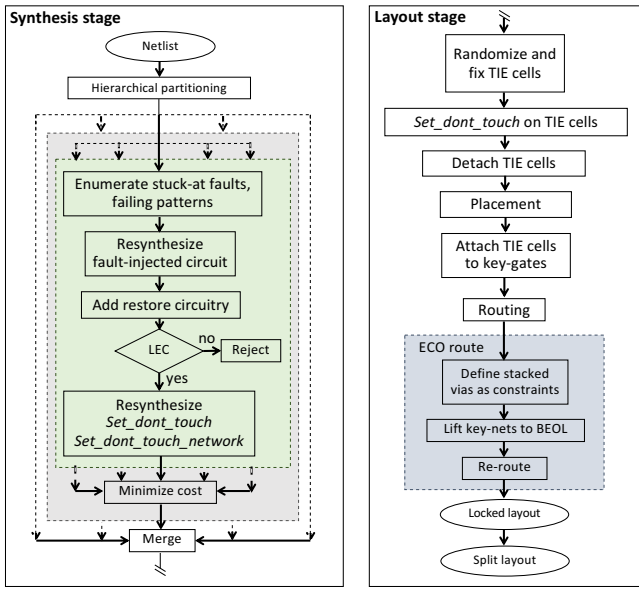 Synthesis stage
Netlist
Hierarchical partitioning
Enumerate stuck-at faults,
failing patterns
Resynthesize
fault-injected circuit
Add restore circuitry
LEC
no
Reject
yes
Resynthesize
Set_dont_touch
Set_dont_touch_network
Minimize cost
Merge
Layout stage
Randomize and
fix TIE cells
Set_dont_touch on TIE cells
Detach TIE cells
Placement
Attach TIE cells
to key-gates
Routing
ECO route
Define stacked
vias as constraints
Lift key-nets to BEOL
Re-route
Locked layout
Split layout